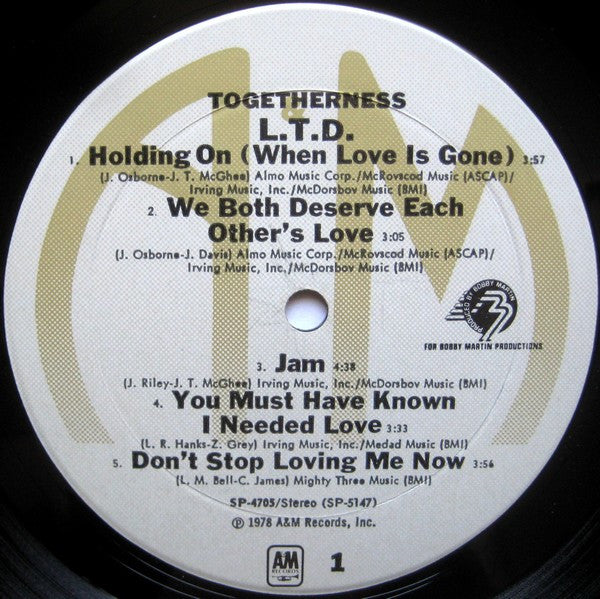 TOGETHERNESS
L.T.D.
1. Holding On (When Love Is Gone) 3:57
(J. Osborne-J. T. McGhee) Almo Music Corp./McRovscod Music (ASCAP)/
Irving Music, Inc./McDorsbov Music (BMI)
2. We Both Deserve Each
Other's Love 3:05
(J. Osborne-J. Davis) Almo Music Corp./McRovscod Music (ASCAP)/
Irving Music, Inc./McDorsbov Music (BMI)
PRODUCED BY BOBBY MARTIN
FOR BOBBY MARTIN PRODUCTIONS
3. Jam 4:38
(J. Riley-J. T. McGhee) Irving Music, Inc./McDorsbov Music (BMI)
4. You Must Have Known
I Needed Love 3:33
(L. R. Hanks-Z. Grey) Irving Music, Inc./Medad Music (BMI)
5. Don't Stop Loving Me Now 3:56
(L. M. Bell-C. James) Mighty Three Music (BMI)
SP-4705/Stereo (SP-5147)
℗ 1978 A&M Records, Inc.
A&M
RECORDS
1